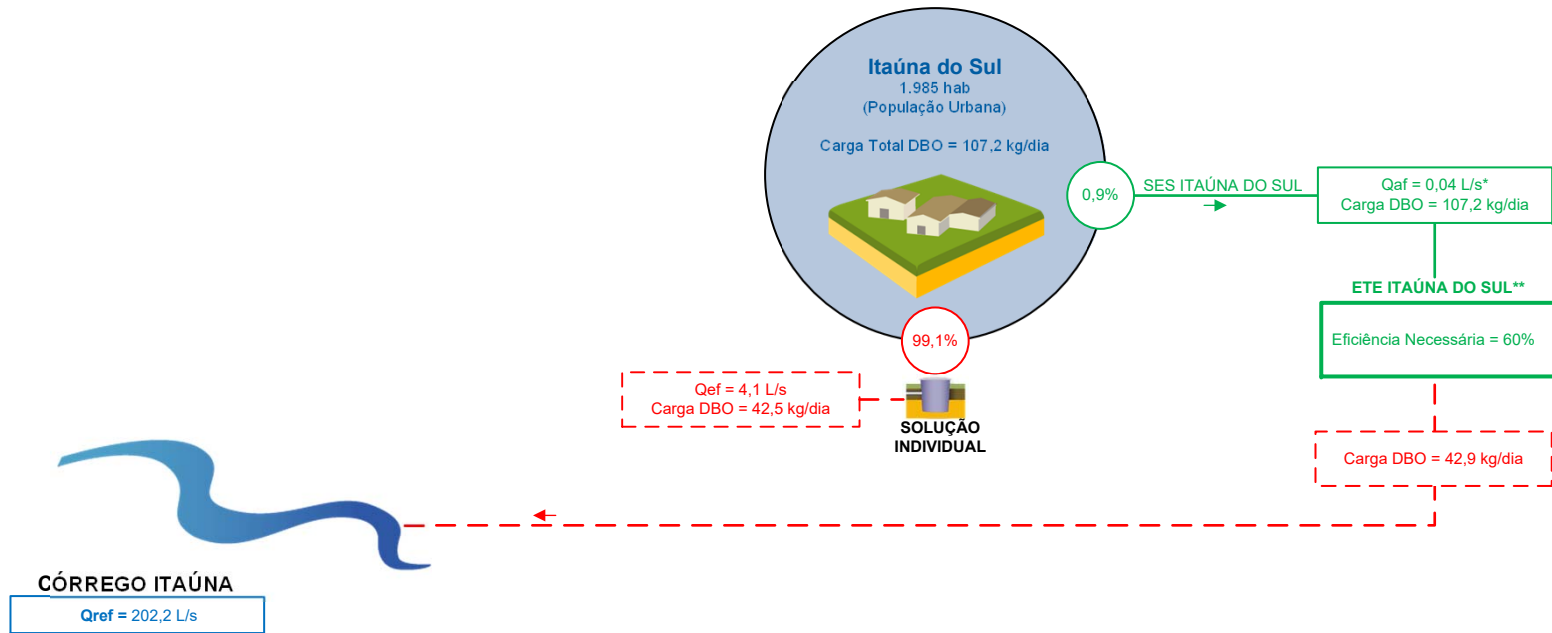 Itaúna do Sul
1.985 hab
(População Urbana)
Carga Total DBO = 107,2 kg/dia
0,9%
SES ITAÚNA DO SUL
Qaf = 0,04 L/s*
Carga DBO = 107,2 kg/dia
ETE ITAÚNA DO SUL**
Eficiência Necessária = 60%
99,1%
Qef = 4,1 L/s
Carga DBO = 42,5 kg/dia
SOLUÇÃO
INDIVIDUAL
Carga DBO = 42,9 kg/dia
CÓRREGO ITAÚNA
Qref = 202,2 L/s